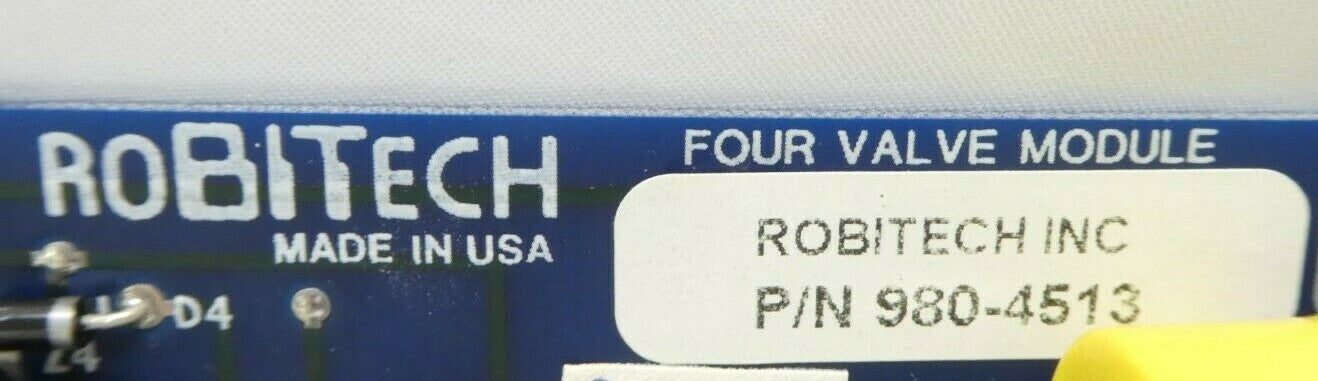 ROBITECH
MADE IN USA
FOUR VALVE MODULE
ROBITECH INC
P/N 980-4513
D4